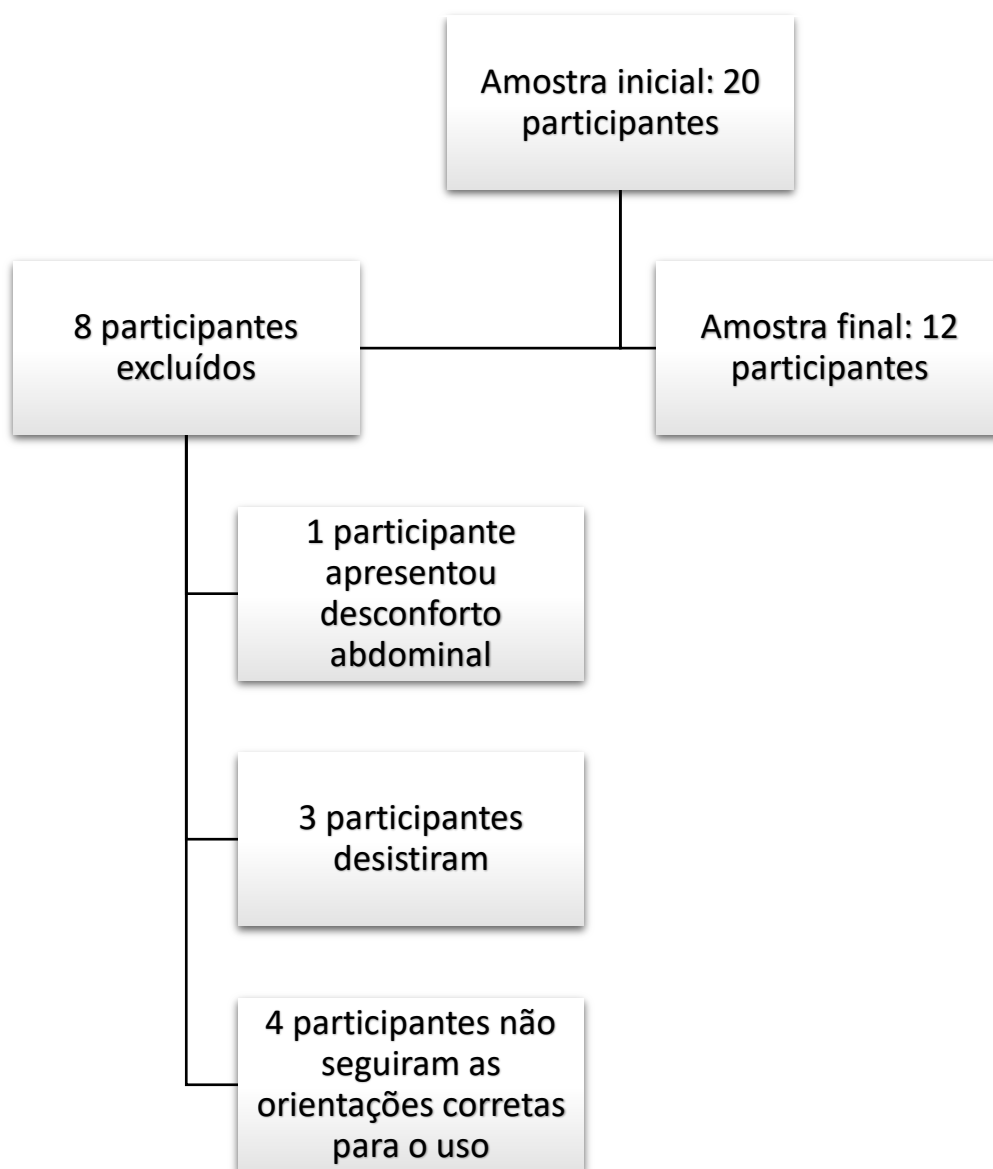 Amostra inicial: 20
participantes
8 participantes
excluídos
Amostra final: 12
participantes
1 participante
apresentou
desconforto
abdominal
3 participantes
desistiram
4 participantes não
seguiram as
orientações corretas
para o uso